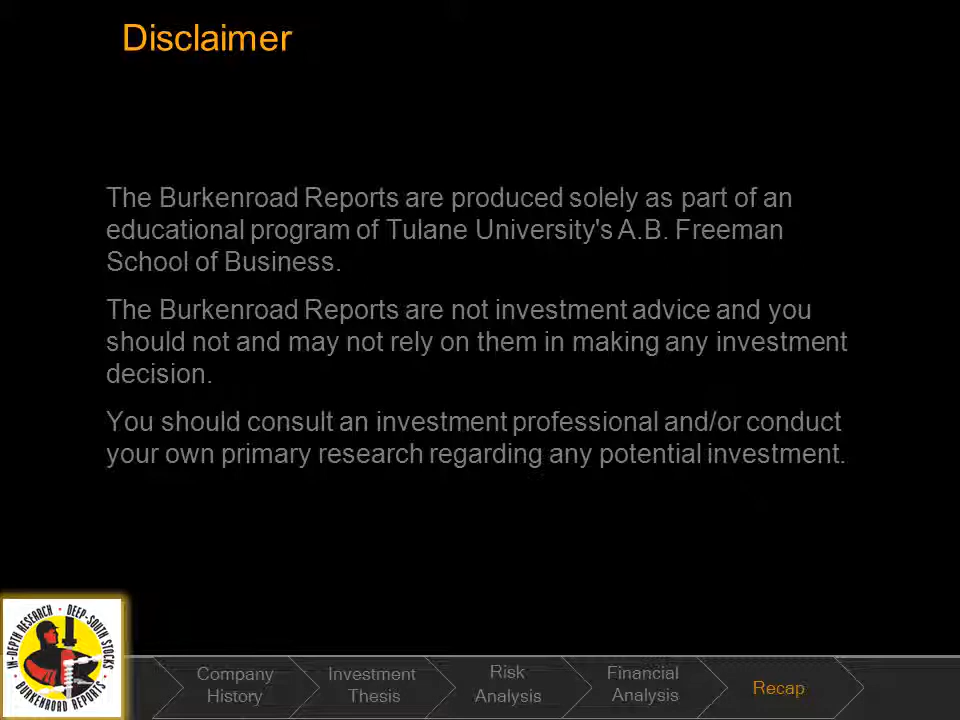 Disclaimer
The Burkenroad Reports are produced solely as part of an
educational program of Tulane University's A.B. Freeman
School of Business.
The Burkenroad Reports are not investment advice and you
should not and may not rely on them in making any investment
decision.
You should consult an investment professional and/or conduct
your own primary research regarding any potential investment.
IN-DEPTH RESEARCH • DEEP-SOUTH STOCKS
BURKENROAD REPORTS
Company
History
Investment
Thesis
Risk
Analysis
Financial
Analysis
Recap